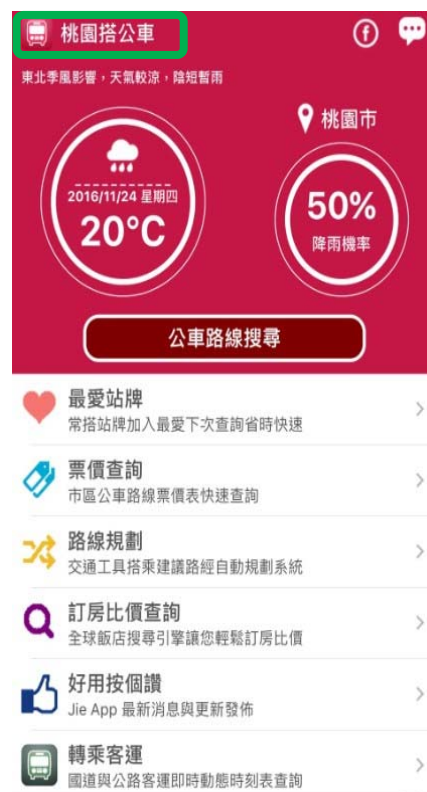 桃園搭公車
東北季風影響，天氣較涼，陰短暫雨
桃園市
2016/11/24 星期四
20°C
50%
降雨機率
公車路線搜尋
最愛站牌
常搭站牌加入最愛下次查詢省時快速
票價查詢
市區公車路線票價表快速查詢
路線規劃
交通工具搭乘建議路經自動規劃系統
訂房比價查詢
全球飯店搜尋引擎讓您輕鬆訂房比價
好用按個讚
Jie App 最新消息與更新發佈
轉乘客運
國道與公路客運即時動態時刻表查詢